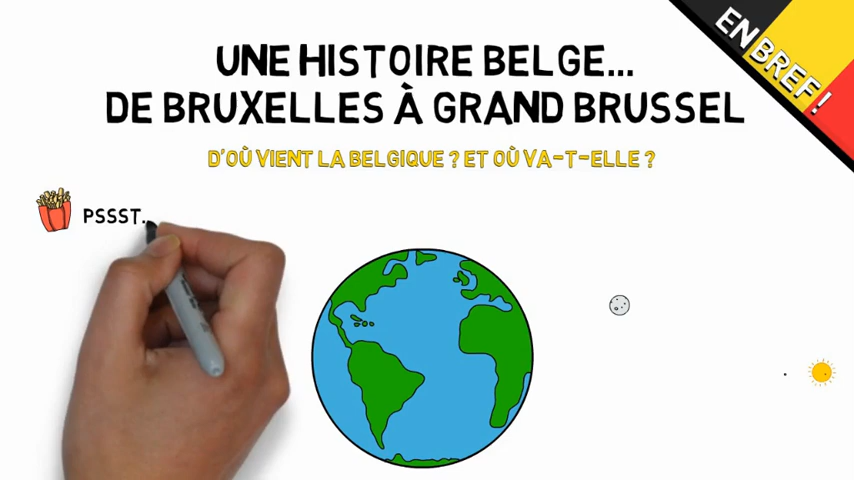 UNE HISTOIRE BELGE...
DE BRUXELLES À GRAND BRUSSEL
D'OÙ VIENT LA BELGIQUE ? ET OÙ VA-T-ELLE ?
EN BREF !
PSSST.